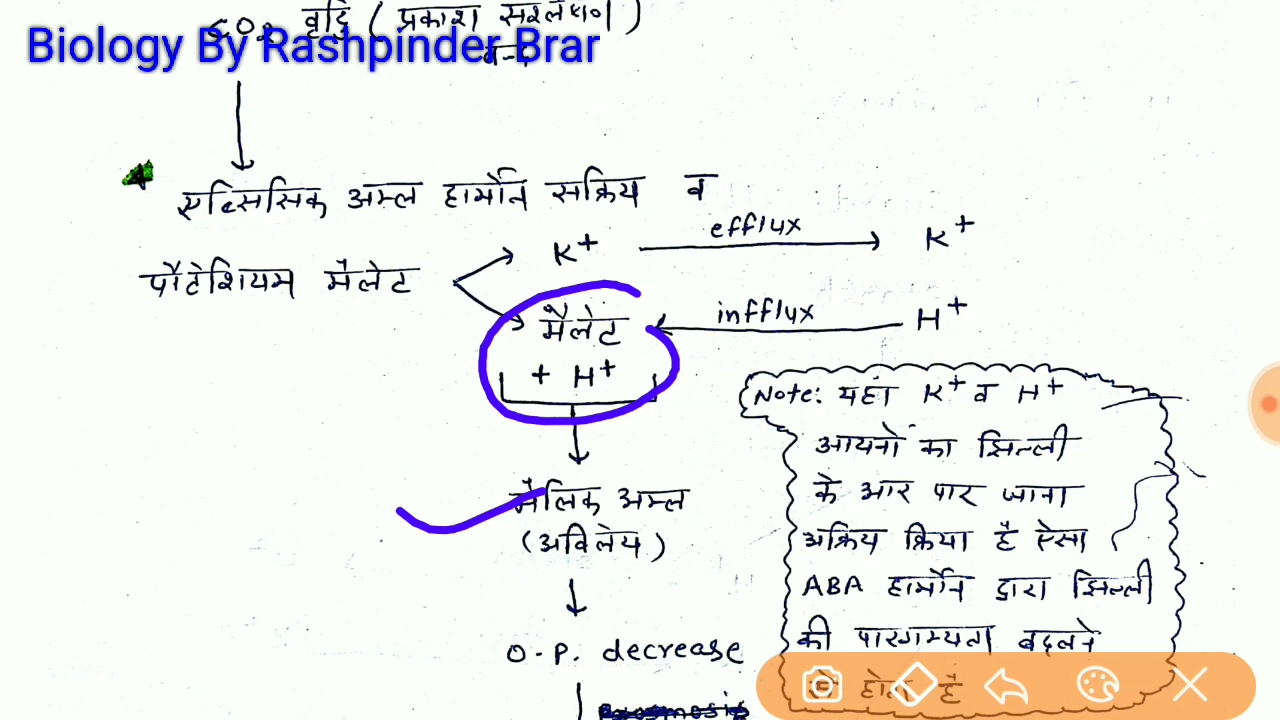 CO₂ वृद्धि ( प्रकाश संश्लेषण )
Biology By Rashpinder Brar
एब्सिसिक अम्ल हार्मोन सक्रिय व
K+ efflux K+
पौटेशियम मैलेट
मैलेट infflux H+
+ H+
Note: यहां K+ व H+
आयनों का झिल्ली
के आर पार जाना
अक्रिय क्रिया है ऐसा
ABA हार्मोन द्वारा झिल्ली
की पारगम्यता बदलने
से होता है
मैलिक अम्ल
(अविलेय)
O.P. decrease